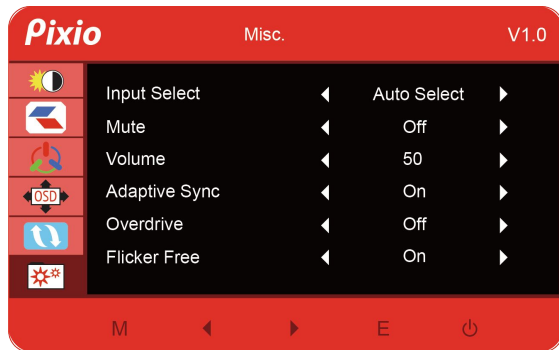 Pixio Misc. V1.0
Input Select Auto Select
Mute Off
Volume 50
Adaptive Sync On
OSD
Overdrive Off
Flicker Free On
M E